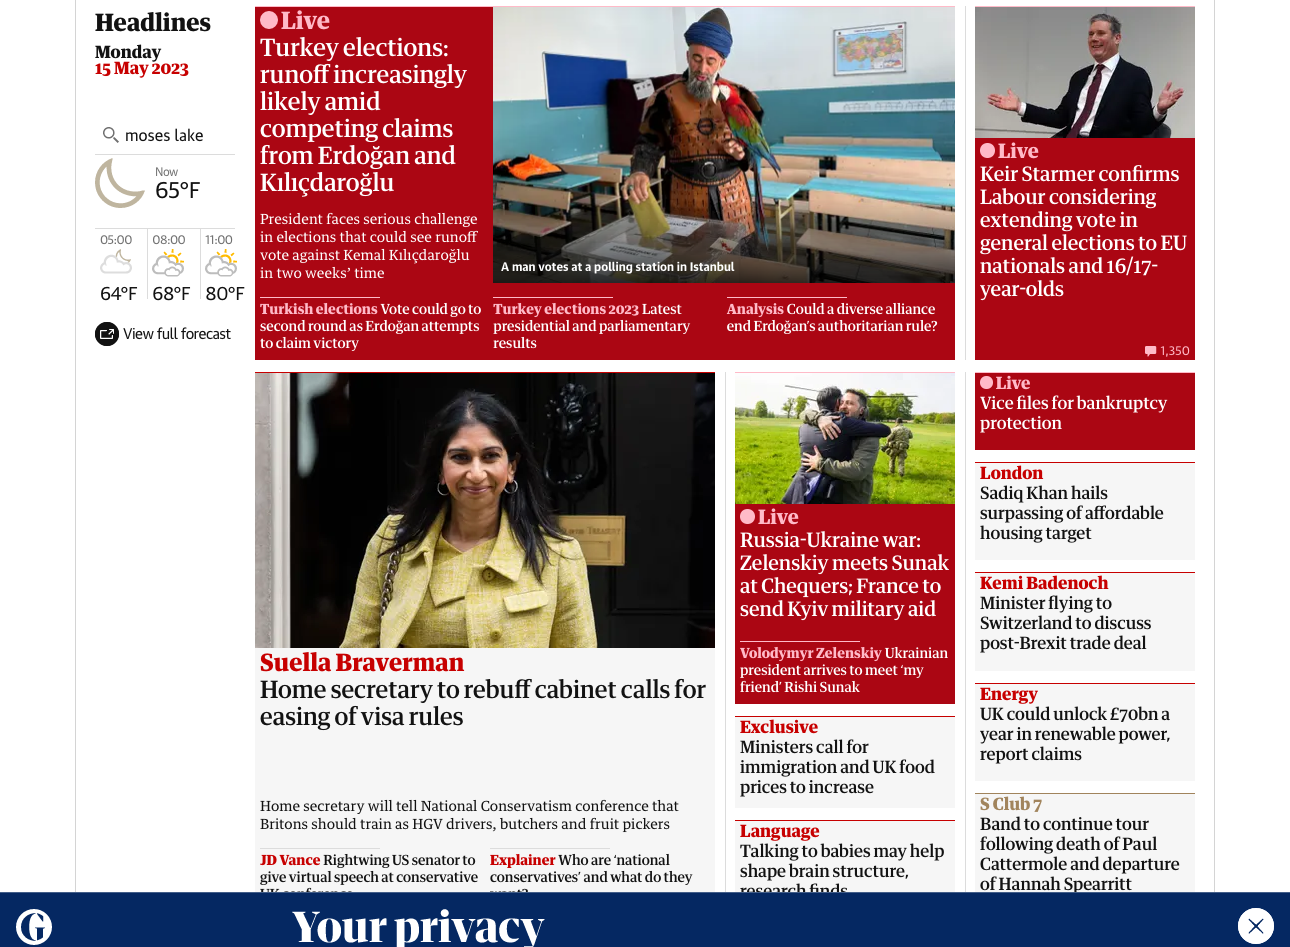 Headlines
Monday
15 May 2023
moses lake
Now
65°F
05:00
08:00
11:00
64°F
68°F
80°F
View full forecast
Live
Turkey elections:
runoff increasingly
likely amid
competing claims
from Erdoğan and
Kılıçdaroğlu
President faces serious challenge
in elections that could see runoff
vote against Kemal Kılıçdaroğlu
in two weeks’ time
A man votes at a polling station in Istanbul
Turkish elections Vote could go to
second round as Erdoğan attempts
to claim victory
Turkey elections 2023 Latest
presidential and parliamentary
results
Analysis Could a diverse alliance
end Erdoğan’s authoritarian rule?
Live
Keir Starmer confirms
Labour considering
extending vote in
general elections to EU
nationals and 16/17-
year-olds
1,350
Suella Braverman
Home secretary to rebuff cabinet calls for
easing of visa rules
Home secretary will tell National Conservatism conference that
Britons should train as HGV drivers, butchers and fruit pickers
JD Vance Rightwing US senator to
give virtual speech at conservative
UK conference
Explainer Who are ‘national
conservatives’ and what do they
want?
Live
Russia-Ukraine war:
Zelenskiy meets Sunak
at Chequers; France to
send Kyiv military aid
Volodymyr Zelenskiy Ukrainian
president arrives to meet ‘my
friend’ Rishi Sunak
Exclusive
Ministers call for
immigration and UK food
prices to increase
Language
Talking to babies may help
shape brain structure,
research finds
Live
Vice files for bankruptcy
protection
London
Sadiq Khan hails
surpassing of affordable
housing target
Kemi Badenoch
Minister flying to
Switzerland to discuss
post-Brexit trade deal
Energy
UK could unlock £70bn a
year in renewable power,
report claims
S Club 7
Band to continue tour
following death of Paul
Cattermole and departure
of Hannah Spearritt
Your privacy